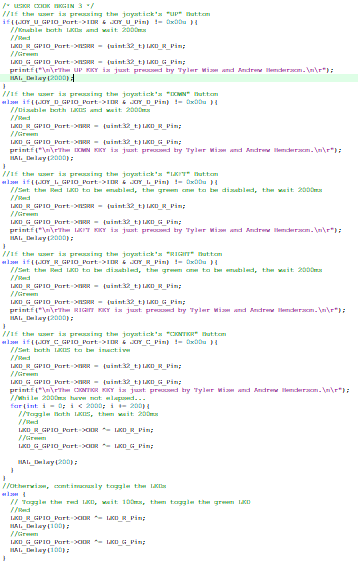 /* USER CODE BEGIN 3 */
//If the user is pressing the joystick's "UP" Button
if((JOY_U_GPIO_Port->IDR & JOY_U_Pin) != 0x00u ){
//Enable both LEDs and wait 2000ms
//Red
LED_R_GPIO_Port->BSRR = (uint32_t)LED_R_Pin;
//Green
LED_G_GPIO_Port->BSRR = (uint32_t)LED_G_Pin;
printf("\n\rThe UP KEY is just pressed by Tyler Wise and Andrew Henderson.\n\r");
HAL_Delay(2000);
}
//If the user is pressing the joystick's "DOWN" Button
else if((JOY_D_GPIO_Port->IDR & JOY_D_Pin) != 0x00u ){
//Disable both LEDS and wait 2000ms
//Red
LED_R_GPIO_Port->BRR = (uint32_t)LED_R_Pin;
//Green
LED_G_GPIO_Port->BRR = (uint32_t)LED_G_Pin;
printf("\n\rThe DOWN KEY is just pressed by Tyler Wise and Andrew Henderson.\n\r");
HAL_Delay(2000);
}
//If the user is pressing the joystick's "LEFT" Button
else if((JOY_L_GPIO_Port->IDR & JOY_L_Pin) != 0x00u ){
//Set the Red LED to be enabled, the green one to be disabled, the wait 2000ms
//Red
LED_R_GPIO_Port->BSRR = (uint32_t)LED_R_Pin;
//Green
LED_G_GPIO_Port->BRR = (uint32_t)LED_G_Pin;
printf("\n\rThe LEFT KEY is just pressed by Tyler Wise and Andrew Henderson.\n\r");
HAL_Delay(2000);
}
//If the user is pressing the joystick's "RIGHT" Button
else if((JOY_R_GPIO_Port->IDR & JOY_R_Pin) != 0x00u ){
//Set the Red LED to be disabled, the green one to be enabled, the wait 2000ms
//Red
LED_R_GPIO_Port->BRR = (uint32_t)LED_R_Pin;
//Green
LED_G_GPIO_Port->BSRR = (uint32_t)LED_G_Pin;
printf("\n\rThe RIGHT KEY is just pressed by Tyler Wise and Andrew Henderson.\n\r");
HAL_Delay(2000);
}
//If the user is pressing the joystick's "CENTER" Button
else if((JOY_C_GPIO_Port->IDR & JOY_C_Pin) != 0x00u ){
//Set both LEDS to be inactive
//Red
LED_R_GPIO_Port->BRR = (uint32_t)LED_R_Pin;
//Green
LED_G_GPIO_Port->BRR = (uint32_t)LED_G_Pin;
printf("\n\rThe CENTER KEY is just pressed by Tyler Wise and Andrew Henderson.\n\r");
//While 2000ms have not elapsed...
for(int i = 0; i < 2000; i += 200){
//Toggle Both LEDS, then wait 200ms
//Red
LED_R_GPIO_Port->ODR ^= LED_R_Pin;
//Green
LED_G_GPIO_Port->ODR ^= LED_G_Pin;
HAL_Delay(200);
}
}
//Otherwise, continuously toggle the LEDs
else {
// Toggle the red LED, wait 100ms, then toggle the green LED
//Red
LED_R_GPIO_Port->ODR ^= LED_R_Pin;
HAL_Delay(100);
//Green
LED_G_GPIO_Port->ODR ^= LED_G_Pin;
HAL_Delay(100);
}